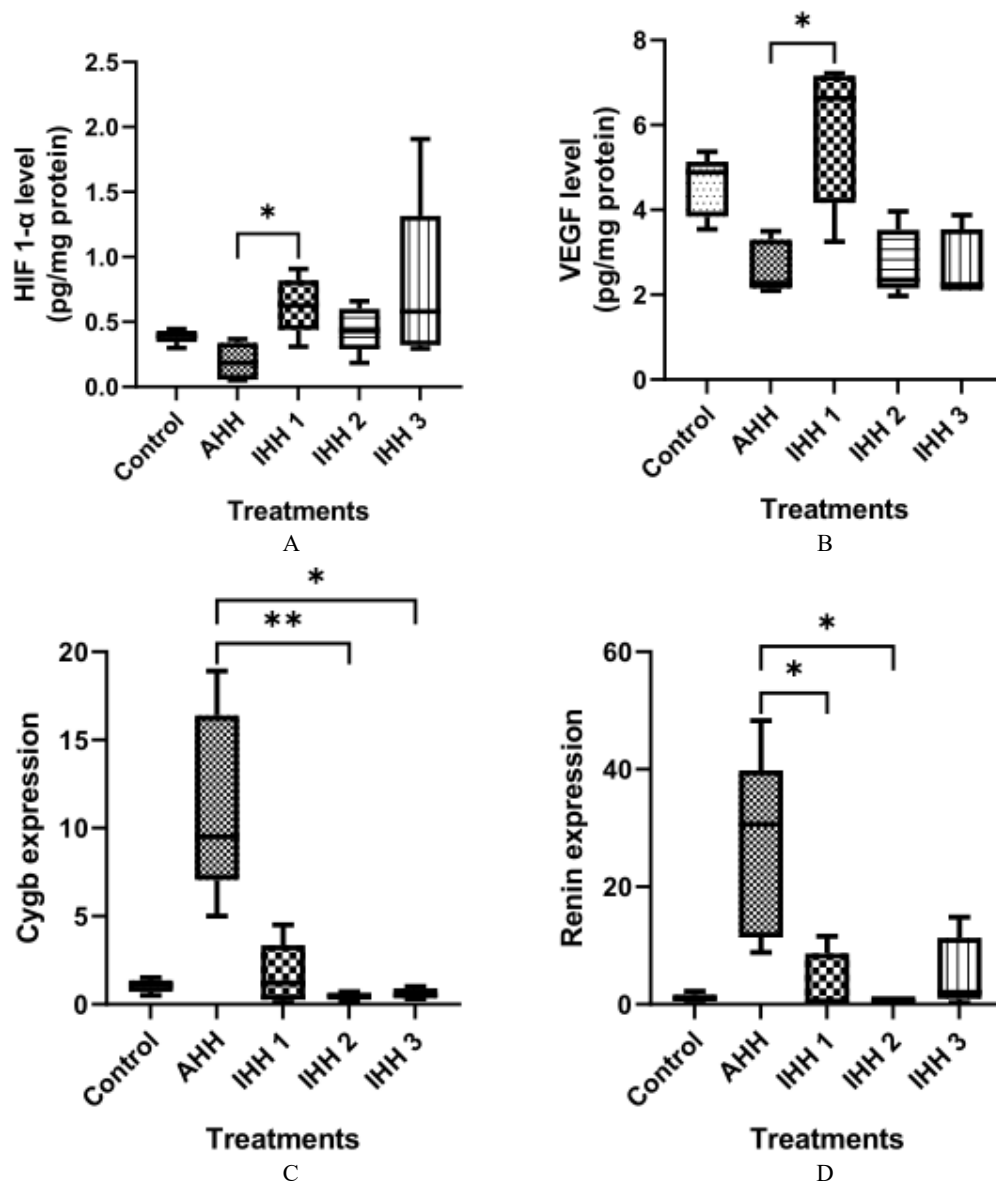 HIF 1-α level
(pg/mg protein)
2.5
2.0
1.5
1.0
0.5
0.0
*
Control
AHH
IHH 1
IHH 2
IHH 3
Treatments
A
VEGF level
(pg/mg protein)
8
6
4
2
0
*
Control
AHH
IHH 1
IHH 2
IHH 3
Treatments
B
Cygb expression
20
15
10
5
0
*
**
Control
AHH
IHH 1
IHH 2
IHH 3
Treatments
C
Renin expression
60
40
20
0
*
*
Control
AHH
IHH 1
IHH 2
IHH 3
Treatments
D